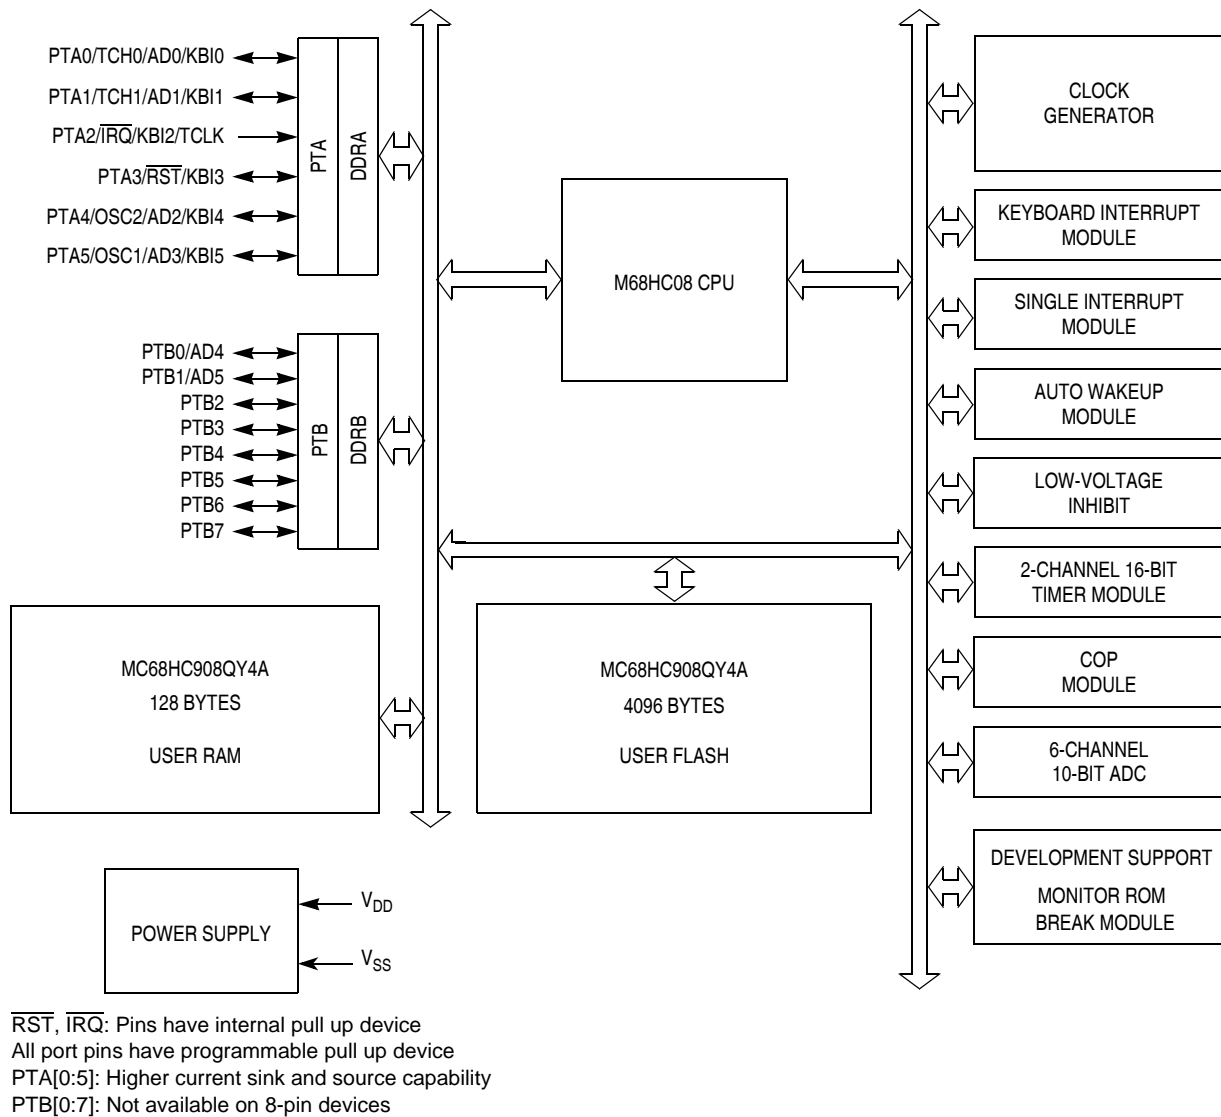 PTA0/TCH0/AD0/KBI0
PTA1/TCH1/AD1/KBI1
PTA2/IRQ/KBI2/TCLK
PTA3/RST/KBI3
PTA4/OSC2/AD2/KBI4
PTA5/OSC1/AD3/KBI5
PTA
DDRA
PTB0/AD4
PTB1/AD5
PTB2
PTB3
PTB4
PTB5
PTB6
PTB7
PTB
DDRB
M68HC08 CPU
CLOCK
GENERATOR
KEYBOARD INTERRUPT
MODULE
SINGLE INTERRUPT
MODULE
AUTO WAKEUP
MODULE
LOW-VOLTAGE
INHIBIT
2-CHANNEL 16-BIT
TIMER MODULE
COP
MODULE
6-CHANNEL
10-BIT ADC
DEVELOPMENT SUPPORT
MONITOR ROM
BREAK MODULE
MC68HC908QY4A
128 BYTES
USER RAM
MC68HC908QY4A
4096 BYTES
USER FLASH
POWER SUPPLY
VDD
VSS
RST, IRQ: Pins have internal pull up device
All port pins have programmable pull up device
PTA[0:5]: Higher current sink and source capability
PTB[0:7]: Not available on 8-pin devices